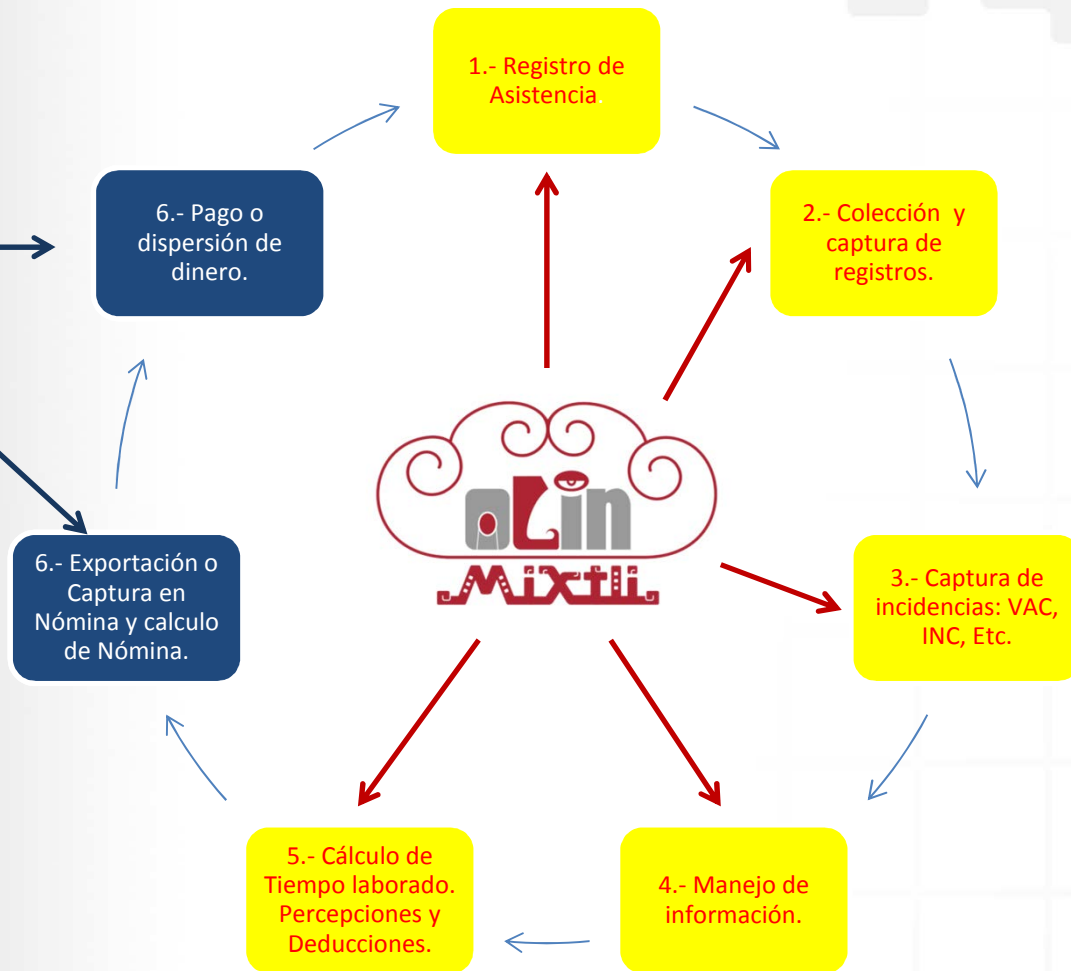 1.- Registro de
Asistencia.
2.- Colección y
captura de
registros.
3.- Captura de
incidencias: VAC,
INC, Etc.
4.- Manejo de
información.
5.- Cálculo de
Tiempo laborado.
Percepciones y
Deducciones.
6.- Exportación o
Captura en
Nómina y calculo
de Nómina.
6.- Pago o
dispersión de
dinero.
OLin
MiXtli